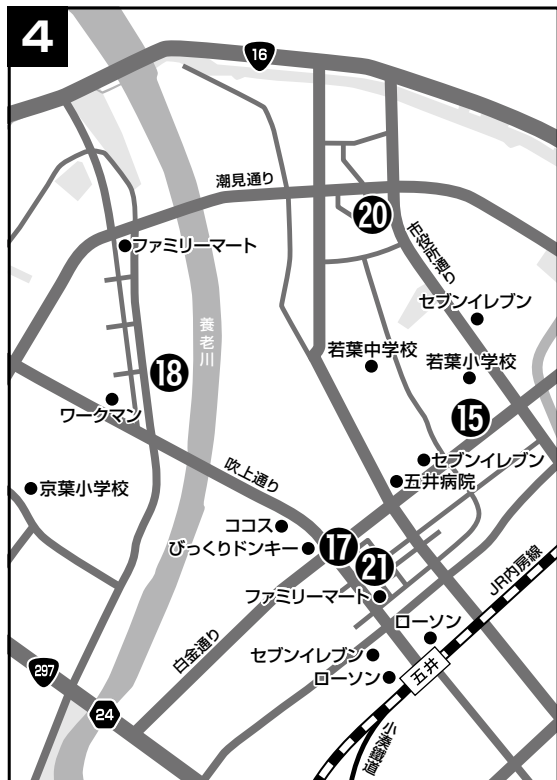 4
16
潮見通り
20
市役所通り
ファミリーマート
セブンイレブン
養老川
若葉中学校
若葉小学校
18
ワークマン
15
吹上通り
セブンイレブン
五井病院
京葉小学校
ココス
びっくりドンキー
17
21
JR内房線
ファミリーマート
白金通り
ローソン
セブンイレブン
五井
297
ローソン
24
小湊鐵道